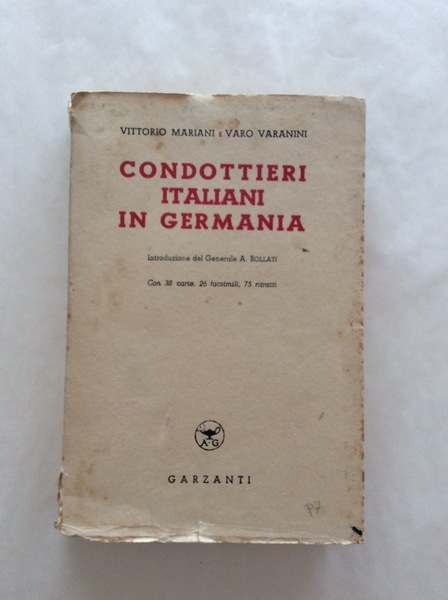 VITTORIO MARIANI E VARO VARANINI
CONDOTTIERI
ITALIANI
IN GERMANIA
Introduzione del Generale A. BOLLATI
Con 38 carte, 26 facsimili, 75 ritratti
A-G
GARZANTI
P7